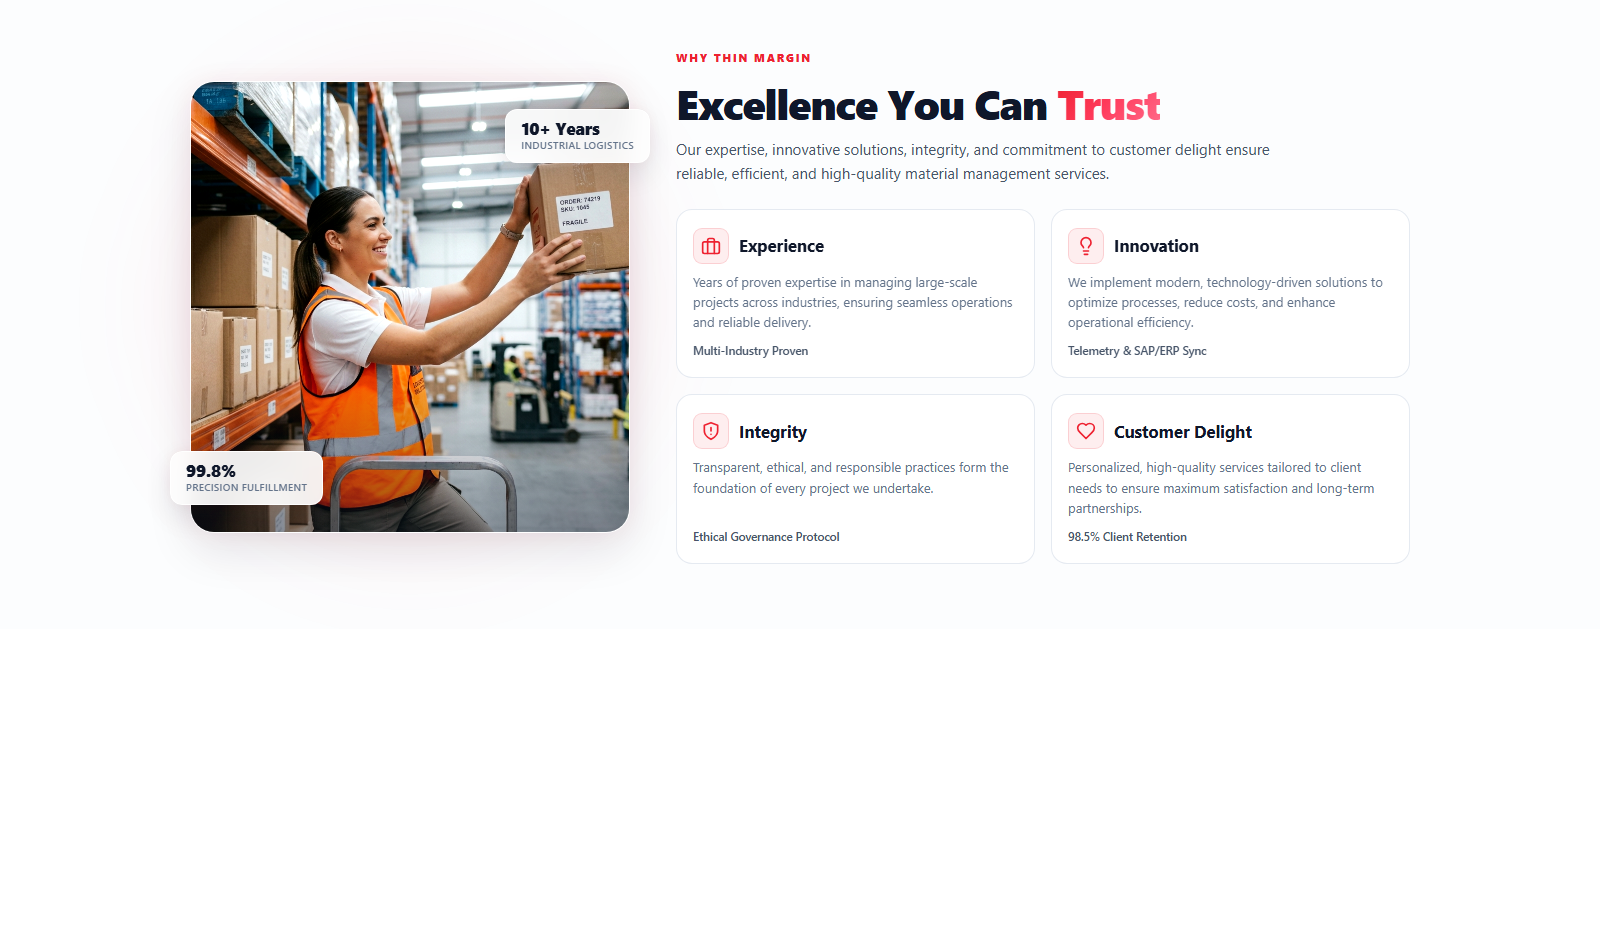 WHY THIN MARGIN
Excellence You Can Trust
Our expertise, innovative solutions, integrity, and commitment to customer delight ensure
reliable, efficient, and high-quality material management services.
10+ Years
INDUSTRIAL LOGISTICS
ORDER: 74219
SKU: 1045
FRAGILE
99.8%
PRECISION FULFILLMENT
Experience
Years of proven expertise in managing large-scale
projects across industries, ensuring seamless operations
and reliable delivery.
Multi-Industry Proven
Innovation
We implement modern, technology-driven solutions to
optimize processes, reduce costs, and enhance
operational efficiency.
Telemetry & SAP/ERP Sync
Integrity
Transparent, ethical, and responsible practices form the
foundation of every project we undertake.
Ethical Governance Protocol
Customer Delight
Personalized, high-quality services tailored to client
needs to ensure maximum satisfaction and long-term
partnerships.
98.5% Client Retention